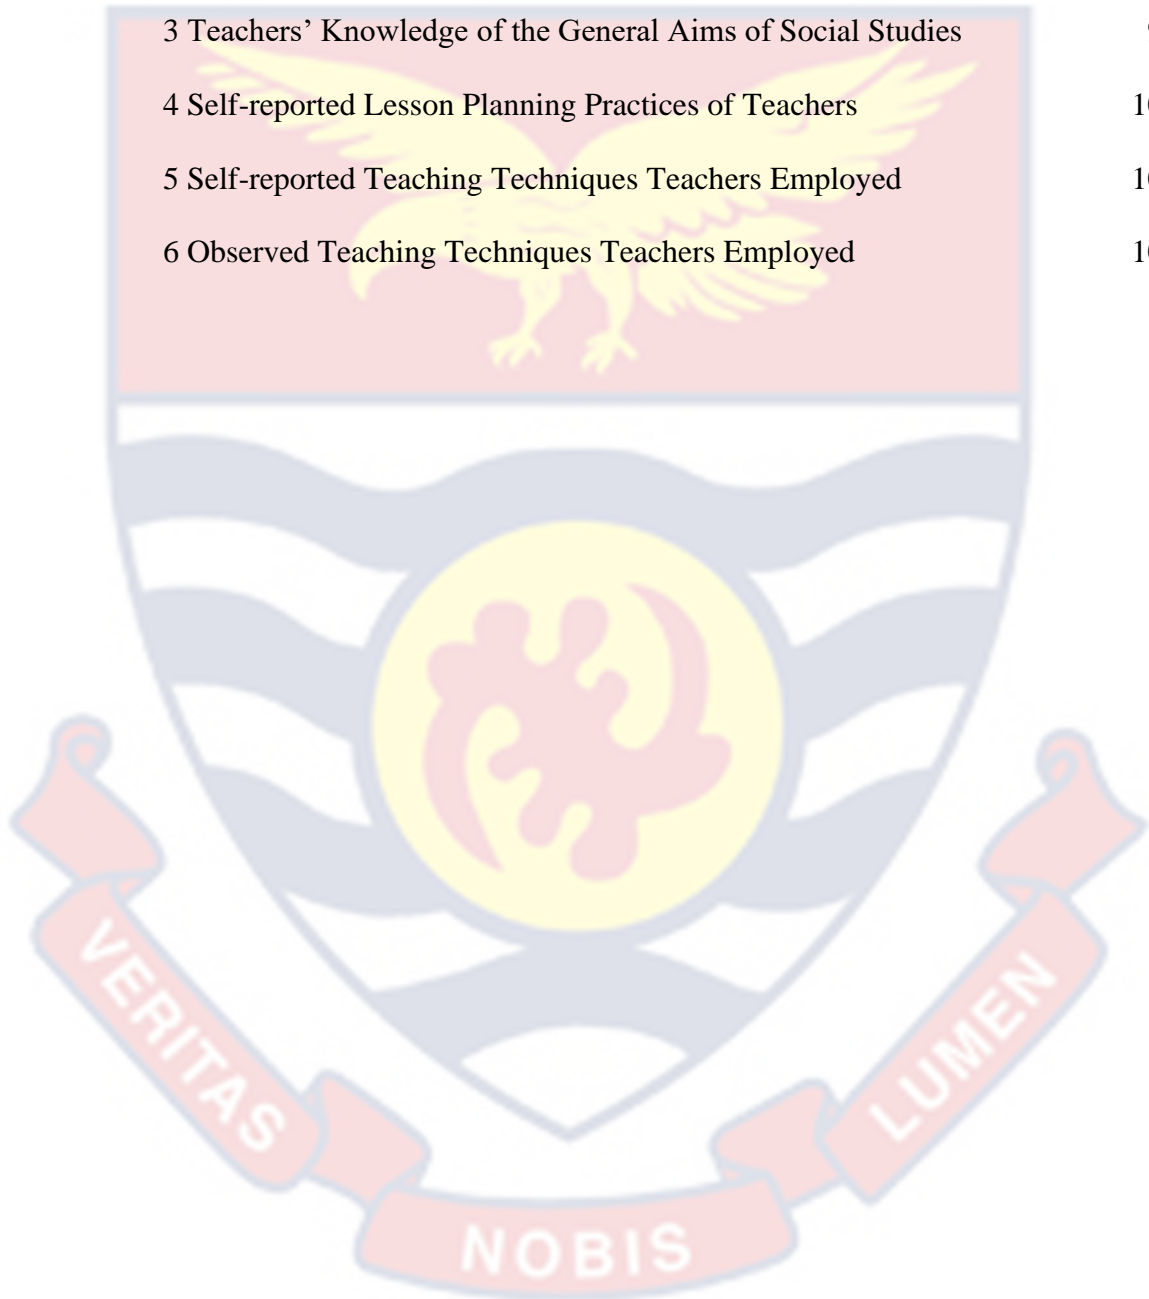 3 Teachers’ Knowledge of the General Aims of Social Studies
4 Self-reported Lesson Planning Practices of Teachers
5 Self-reported Teaching Techniques Teachers Employed
6 Observed Teaching Techniques Teachers Employed
VERITAS
NOBIS
LUMEN